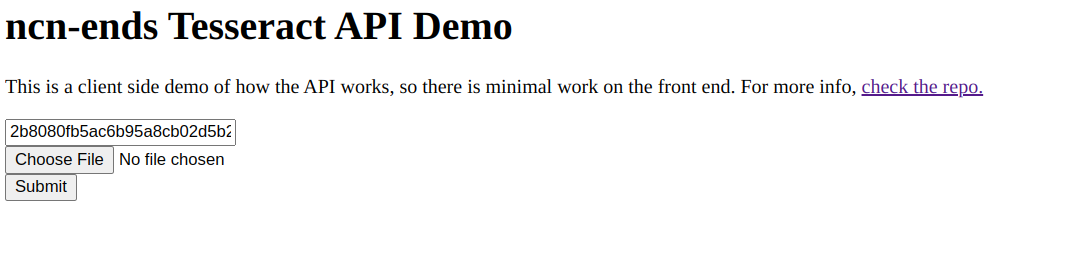 ncn-ends Tesseract API Demo
This is a client side demo of how the API works, so there is minimal work on the front end. For more info, check the repo.
2b8080fb5ac6b95a8cb02d5b2
Choose File No file chosen
Submit